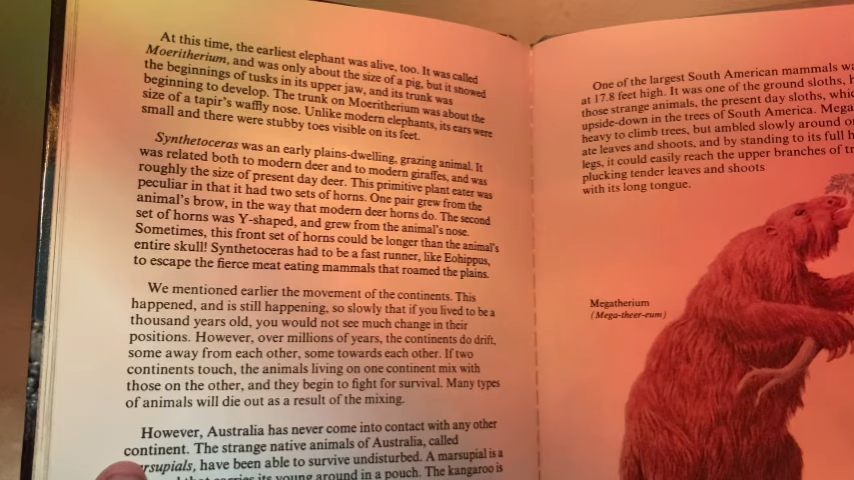 At this time, the earliest elephant was alive, too. It was called
Moeritherium, and was only about the size of a pig, but it showed
the beginnings of tusks in its upper jaw, and its trunk was
beginning to develop. The trunk on Moeritherium was about the
size of a tapir's waffly nose. Unlike modern elephants, its ears were
small and there were stubby toes visible on its feet.
Synthetoceras was an early plains-dwelling, grazing animal. It
was related both to modern deer and to modern giraffes, and was
roughly the size of present day deer. This primitive plant eater was
peculiar in that it had two sets of horns. One pair grew from the
animal's brow, in the way that modern deer horns do. The second
set of horns was Y-shaped, and grew from the animal's nose.
Sometimes, this front set of horns could be longer than the animal's
entire skull! Synthetoceras had to be a fast runner, like Eohippus,
to escape the fierce meat eating mammals that roamed the plains.
We mentioned earlier the movement of the continents. This
happened, and is still happening, so slowly that if you lived to be a
thousand years old, you would not see much change in their
positions. However, over millions of years, the continents do drift,
some away from each other, some towards each other. If two
continents touch, the animals living on one continent mix with
those on the other, and they begin to fight for survival. Many types
of animals will die out as a result of the mixing.
However, Australia has never come into contact with any other
continent. The strange native animals of Australia, called
rsupials, have been able to survive undisturbed. A marsupial is a
that carries its young around in a pouch. The kangaroo is
One of the largest South American mammals
at 17.8 feet high. It was one of the ground sloths,
those strange animals, the present day sloths,
upside-down in the trees of South America.
heavy to climb trees, but ambled slowly around
ate leaves and shoots, and by standing to its full
legs, it could easily reach the upper branches of
plucking tender leaves and shoots
with its long tongue.
Megatherium
(Mega-theer-eum)